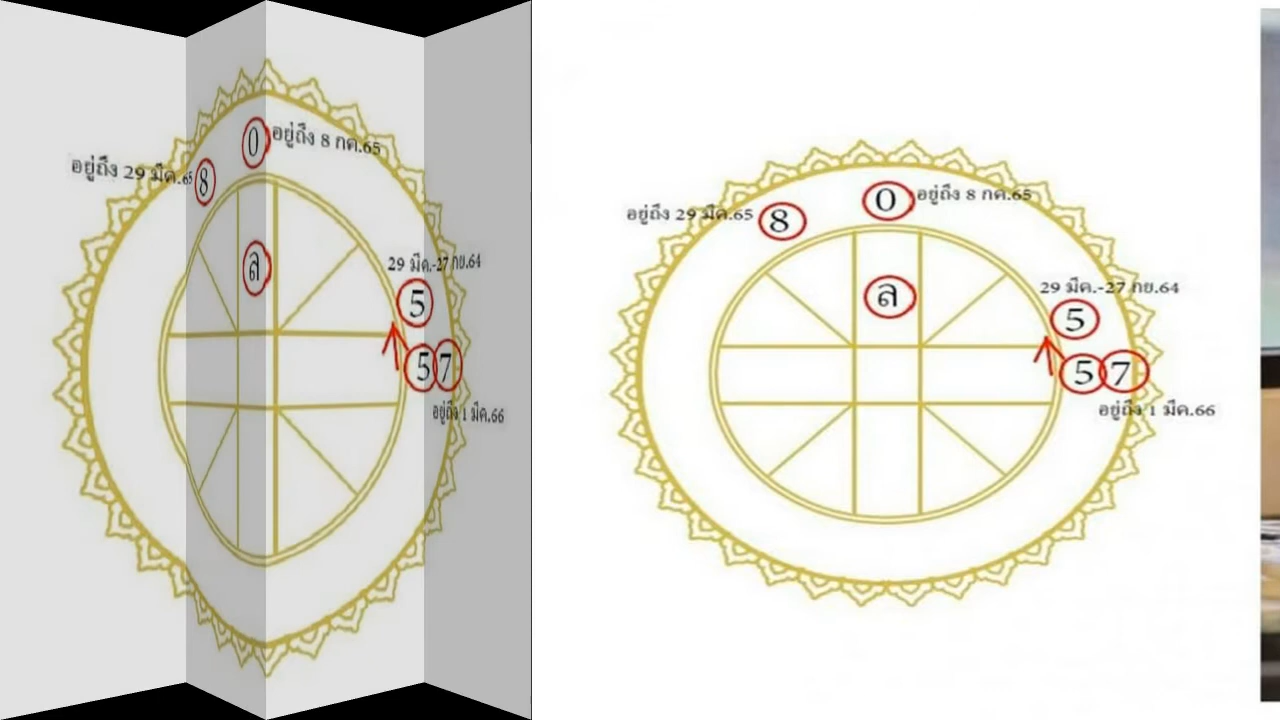 0 อยู่ถึง 8 กค.65
อยู่ถึง 29 มีค.65 8
ล
29 มีค.-27 กย.64
5
5 7
อยู่ถึง 1 มีค.66
0 อยู่ถึง 8 กค.65
อยู่ถึง 29 มีค.65 8
ล
29 มีค.-27 กย.64
5
5 7
อยู่ถึง 1 มีค.66